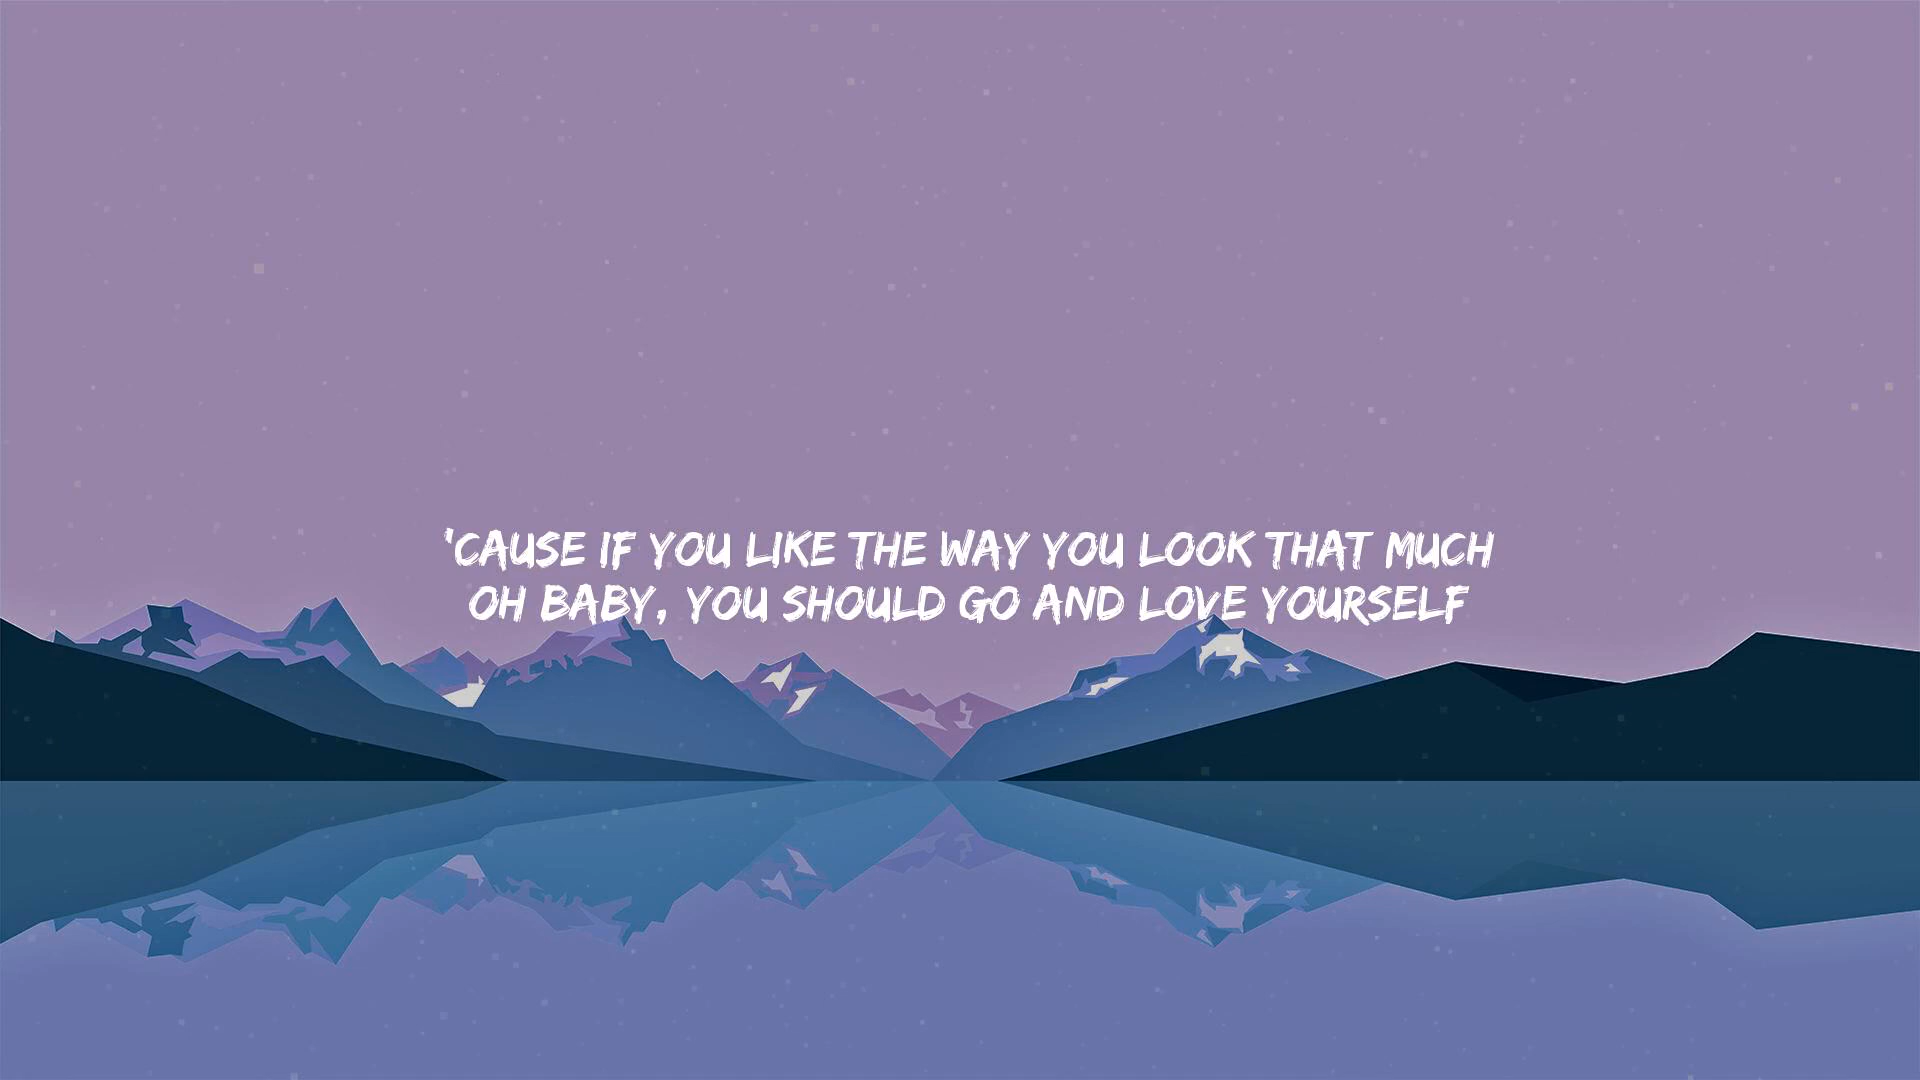 'CAUSE IF YOU LIKE THE WAY YOU LOOK THAT MUCH
OH BABY, YOU SHOULD GO AND LOVE YOURSELF